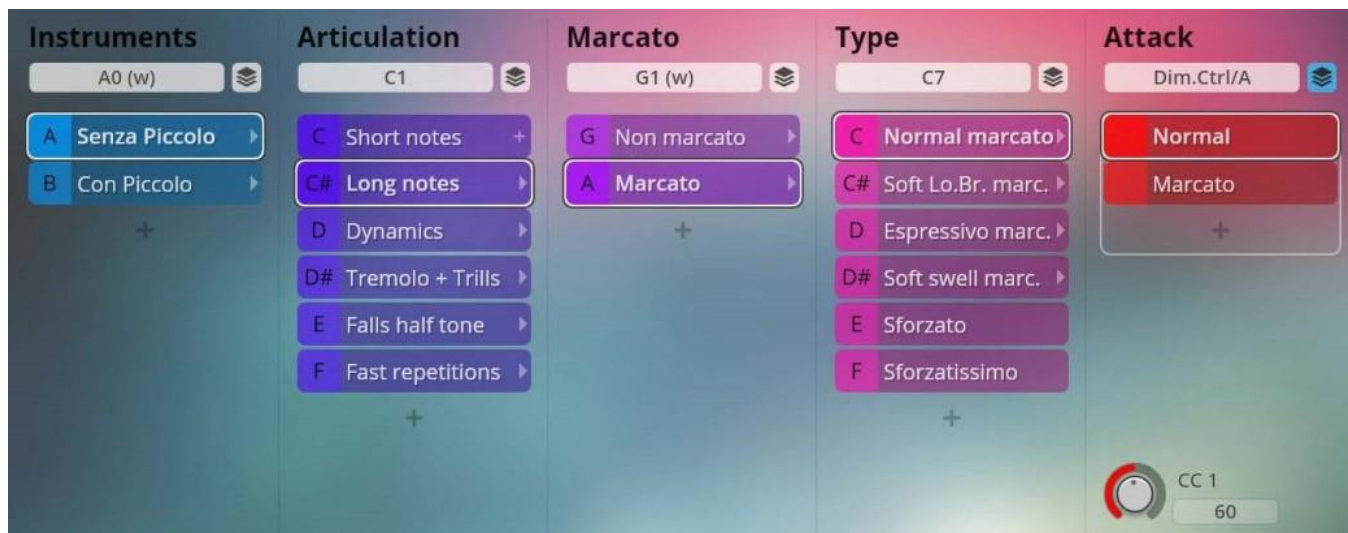 Instruments
A0 (w)
A Senza Piccolo
B Con Piccolo
+
Articulation
C1
C Short notes +
C# Long notes
D Dynamics
D# Tremolo + Trills
E Falls half tone
F Fast repetitions
+
Marcato
G1 (w)
G Non marcato
A Marcato
+
Type
C7
C Normal marcato
C# Soft Lo.Br. marc.
D Espressivo marc.
D# Soft swell marc.
E Sforzato
F Sforzatissimo
+
Attack
Dim.Ctrl/A
Normal
Marcato
+
CC 1
60